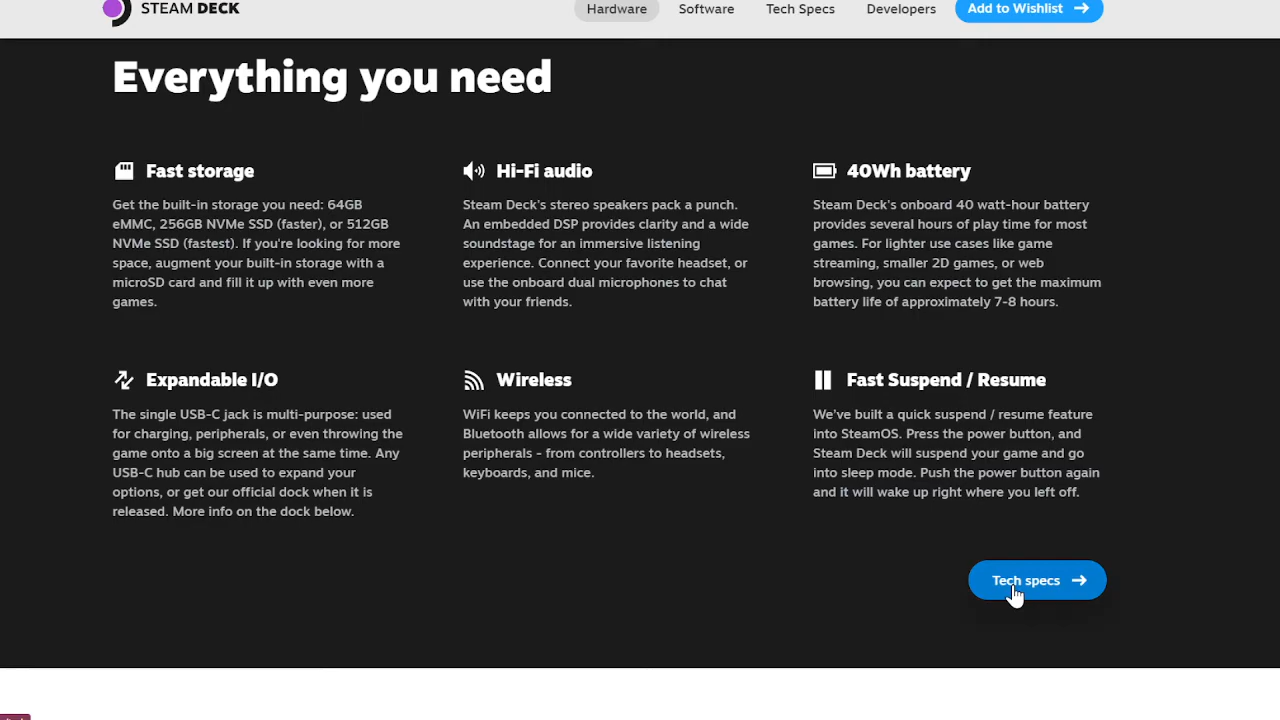 STEAM DECK
Hardware
Software
Tech Specs
Developers
Add to Wishlist
Everything you need
Fast storage
Get the built-in storage you need: 64GB
eMMC, 256GB NVMe SSD (faster), or 512GB
NVMe SSD (fastest). If you're looking for more
space, augment your built-in storage with a
microSD card and fill it up with even more
games.
Hi-Fi audio
Steam Deck's stereo speakers pack a punch.
An embedded DSP provides clarity and a wide
soundstage for an immersive listening
experience. Connect your favorite headset, or
use the onboard dual microphones to chat
with your friends.
40Wh battery
Steam Deck's onboard 40 watt-hour battery
provides several hours of play time for most
games. For lighter use cases like game
streaming, smaller 2D games, or web
browsing, you can expect to get the maximum
battery life of approximately 7-8 hours.
Expandable I/O
The single USB-C jack is multi-purpose: used
for charging, peripherals, or even throwing the
game onto a big screen at the same time. Any
USB-C hub can be used to expand your
options, or get our official dock when it is
released. More info on the dock below.
Wireless
WiFi keeps you connected to the world, and
Bluetooth allows for a wide variety of wireless
peripherals - from controllers to headsets,
keyboards, and mice.
Fast Suspend / Resume
We've built a quick suspend / resume feature
into SteamOS. Press the power button, and
Steam Deck will suspend your game and go
into sleep mode. Push the power button again
and it will wake up right where you left off.
Tech specs